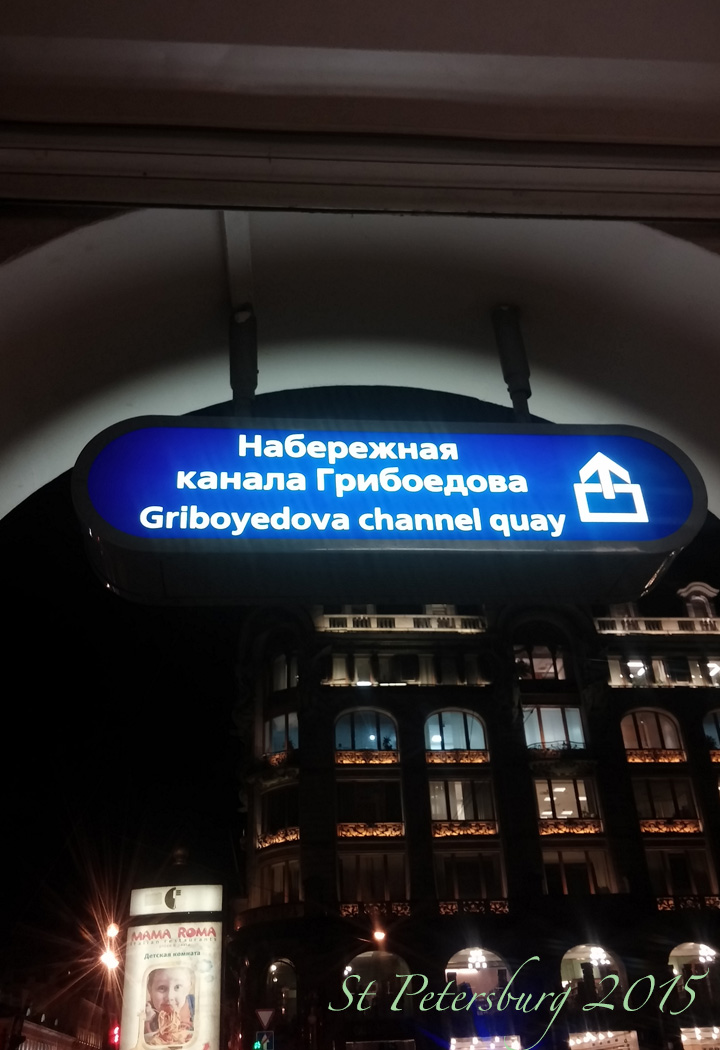 Набережная
канала Грибоедова
Griboyedova channel quay
MAMA ROMA
Детская комната
St Petersburg 2015